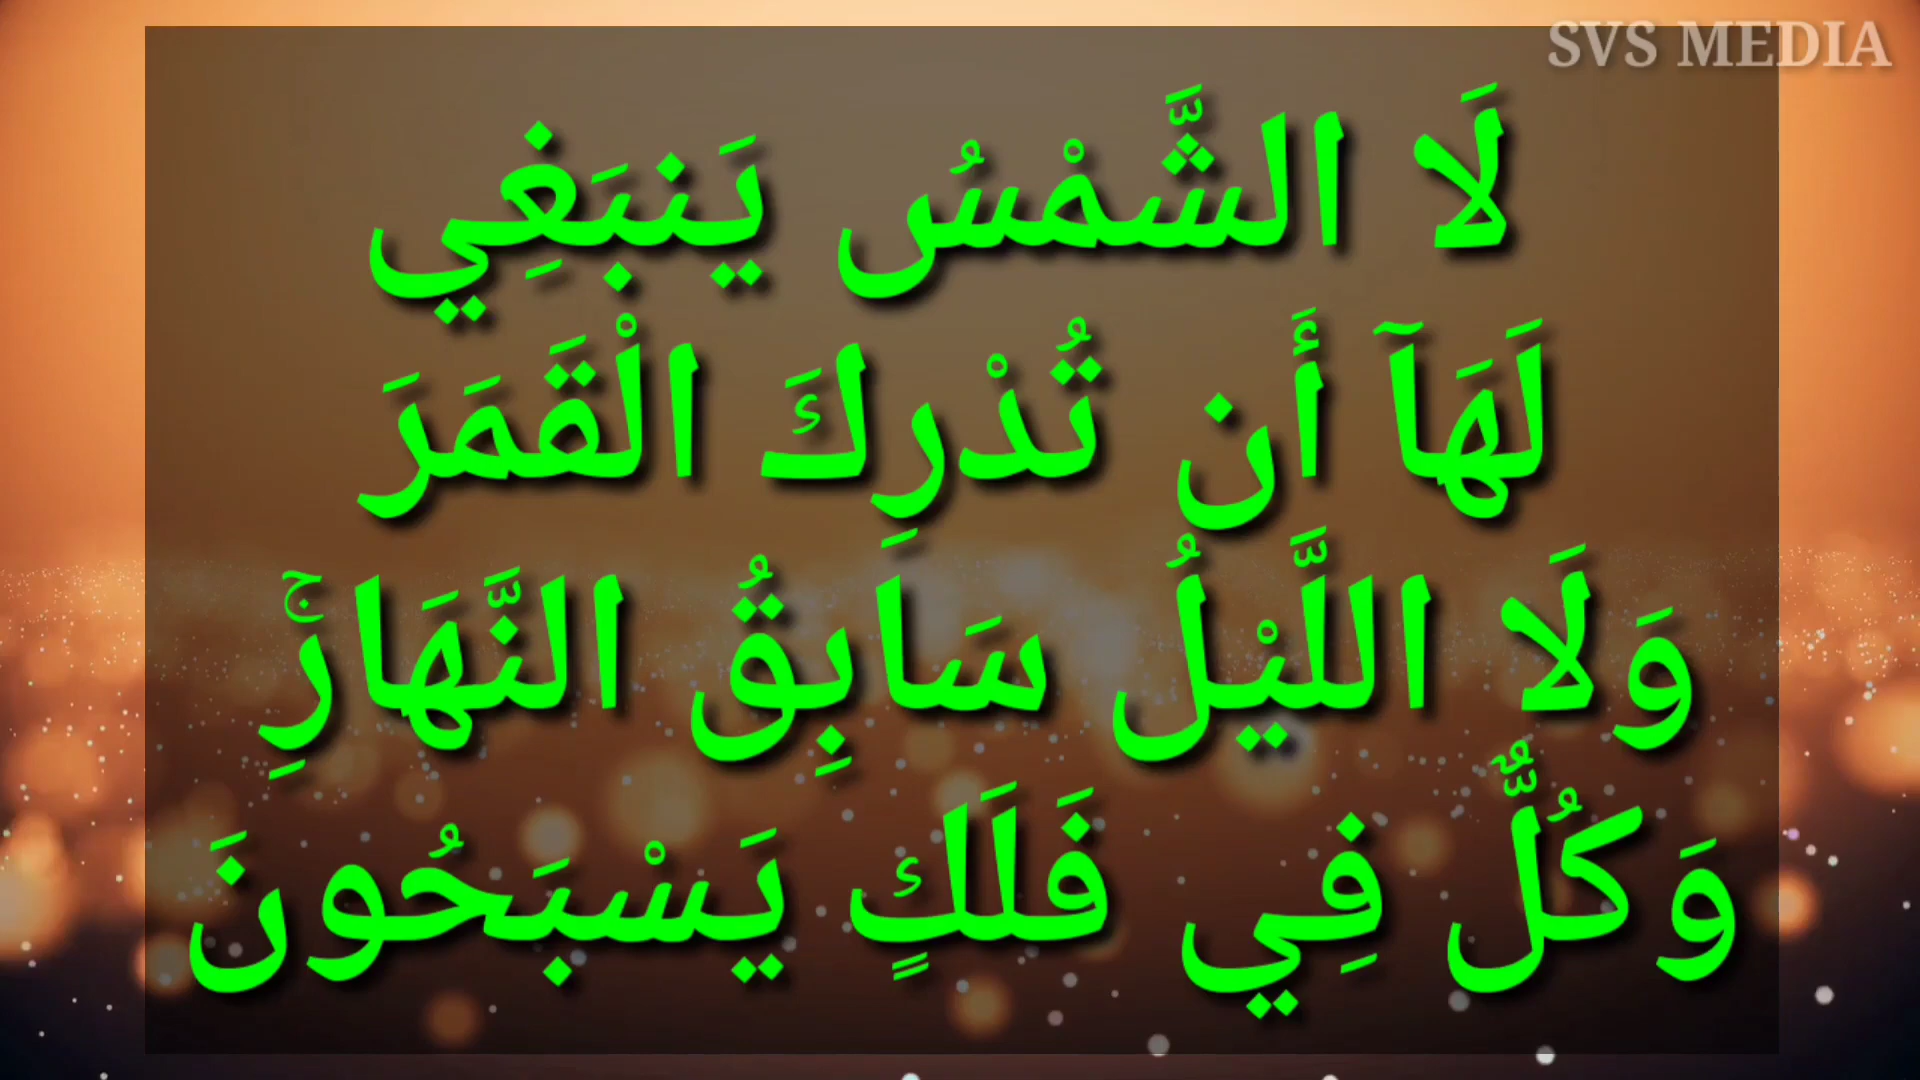 SVS MEDIA
لَا الشَّمْسُ يَنبَغِي
لَهَآ أَن تُدْرِكَ الْقَمَرَ
وَلَا اللَّيْلُ سَابِقُ النَّهَارِۚ
وَكُلٌّ فِي فَلَكٍ يَسْبَحُونَ